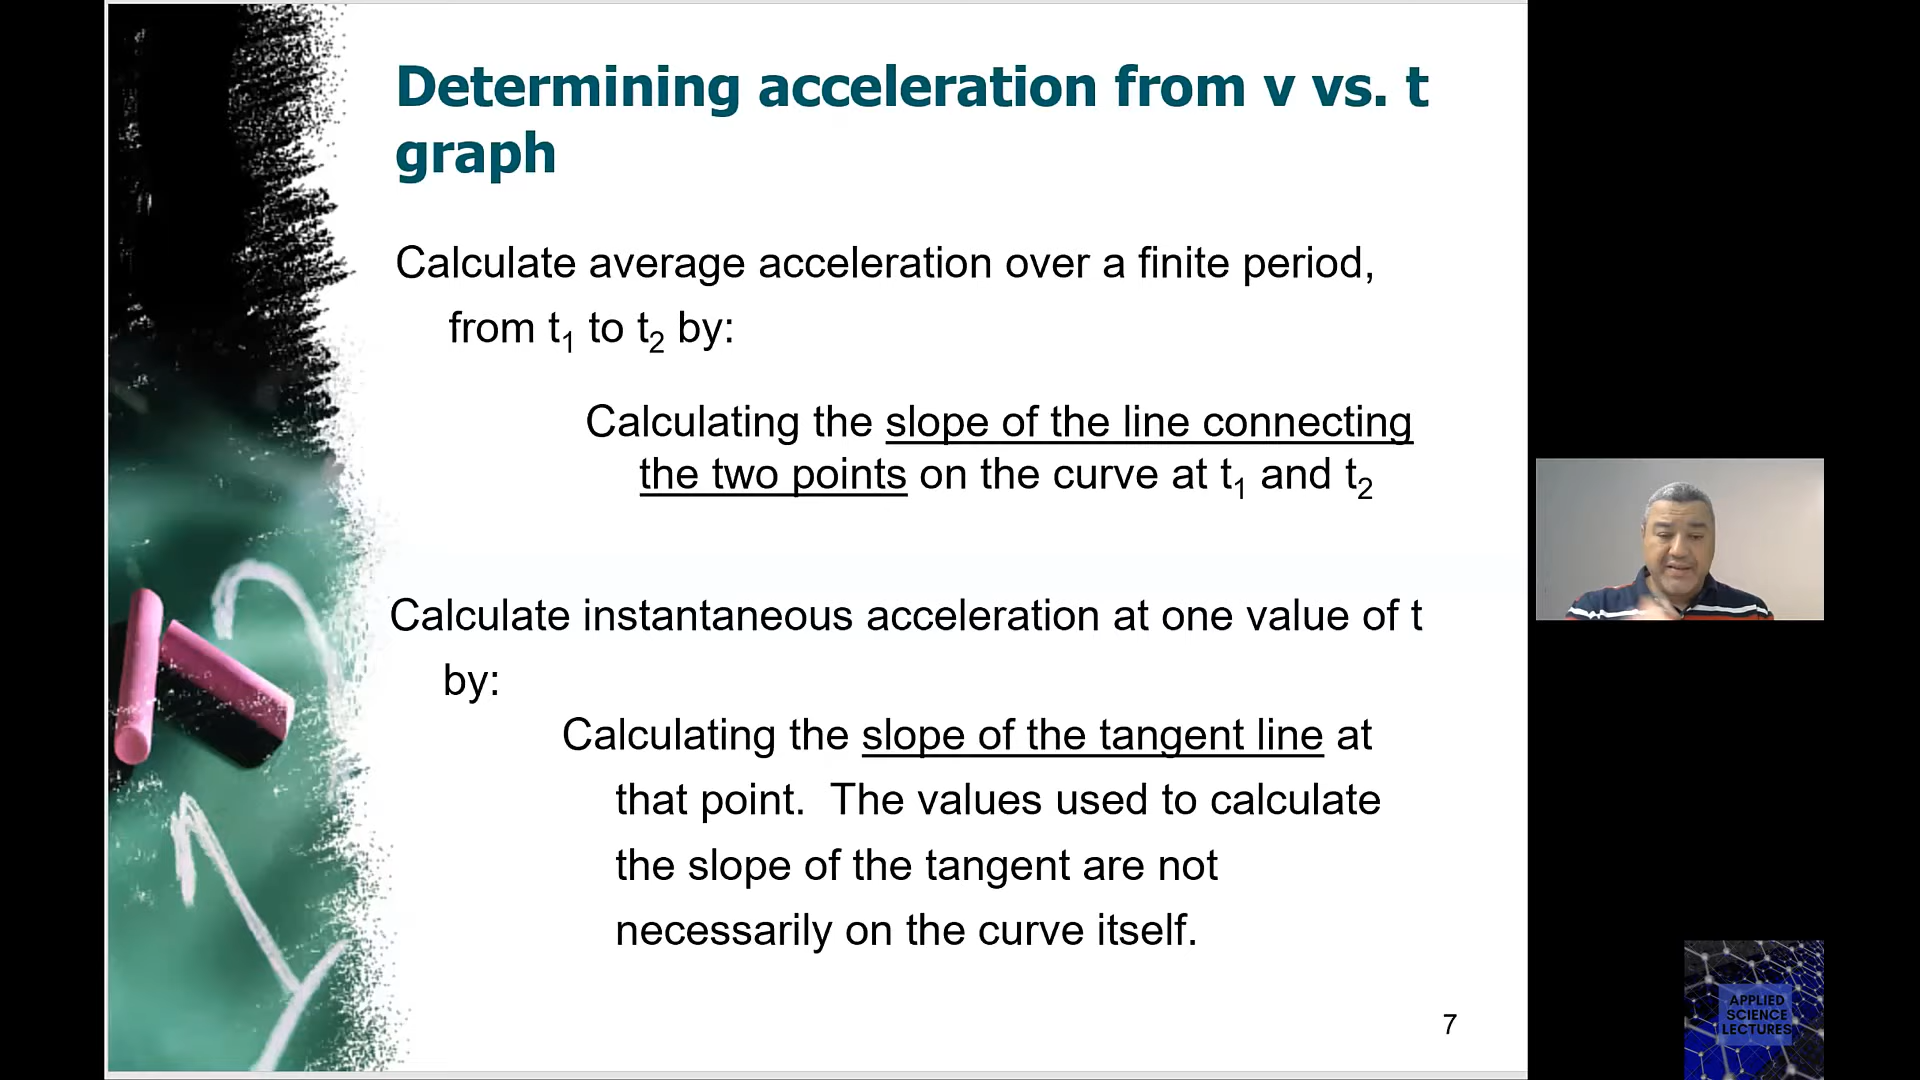 Determining acceleration from v vs. t
graph
Calculate average acceleration over a finite period,
from t₁ to t₂ by:
Calculating the slope of the line connecting
the two points on the curve at t₁ and t₂
Calculate instantaneous acceleration at one value of t
by:
Calculating the slope of the tangent line at
that point. The values used to calculate
the slope of the tangent are not
necessarily on the curve itself.
7
APPLIED
SCIENCE
LECTURES